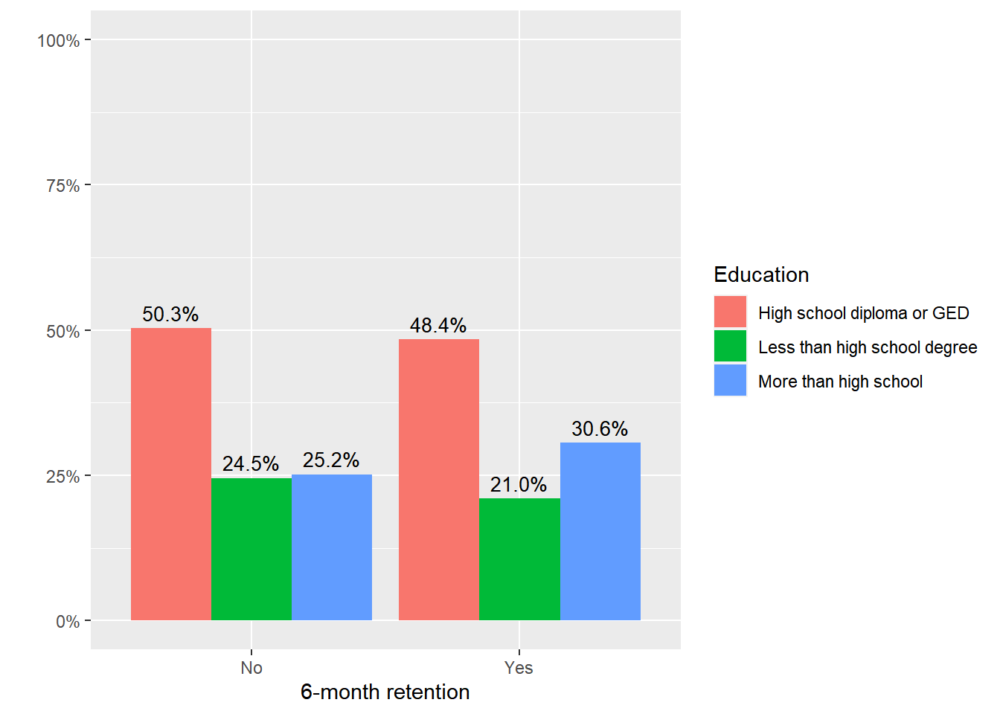 100%
75%
50%
25%
0%
50.3%
24.5%
25.2%
48.4%
21.0%
30.6%
No
Yes
6-month retention
Education
High school diploma or GED
Less than high school degree
More than high school